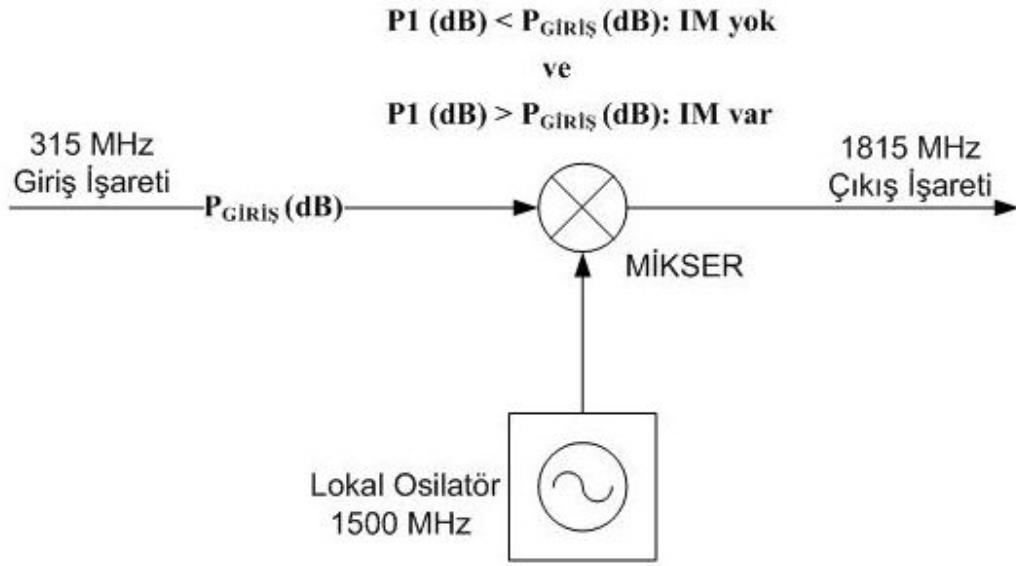 P1 (dB) < PGİRİŞ (dB): IM yok
ve
P1 (dB) > PGİRİŞ (dB): IM var
315 MHz
Giriş İşareti
PGİRİŞ (dB)
1815 MHz
Çıkış İşareti
MİKSER
Lokal Osilatör
1500 MHz